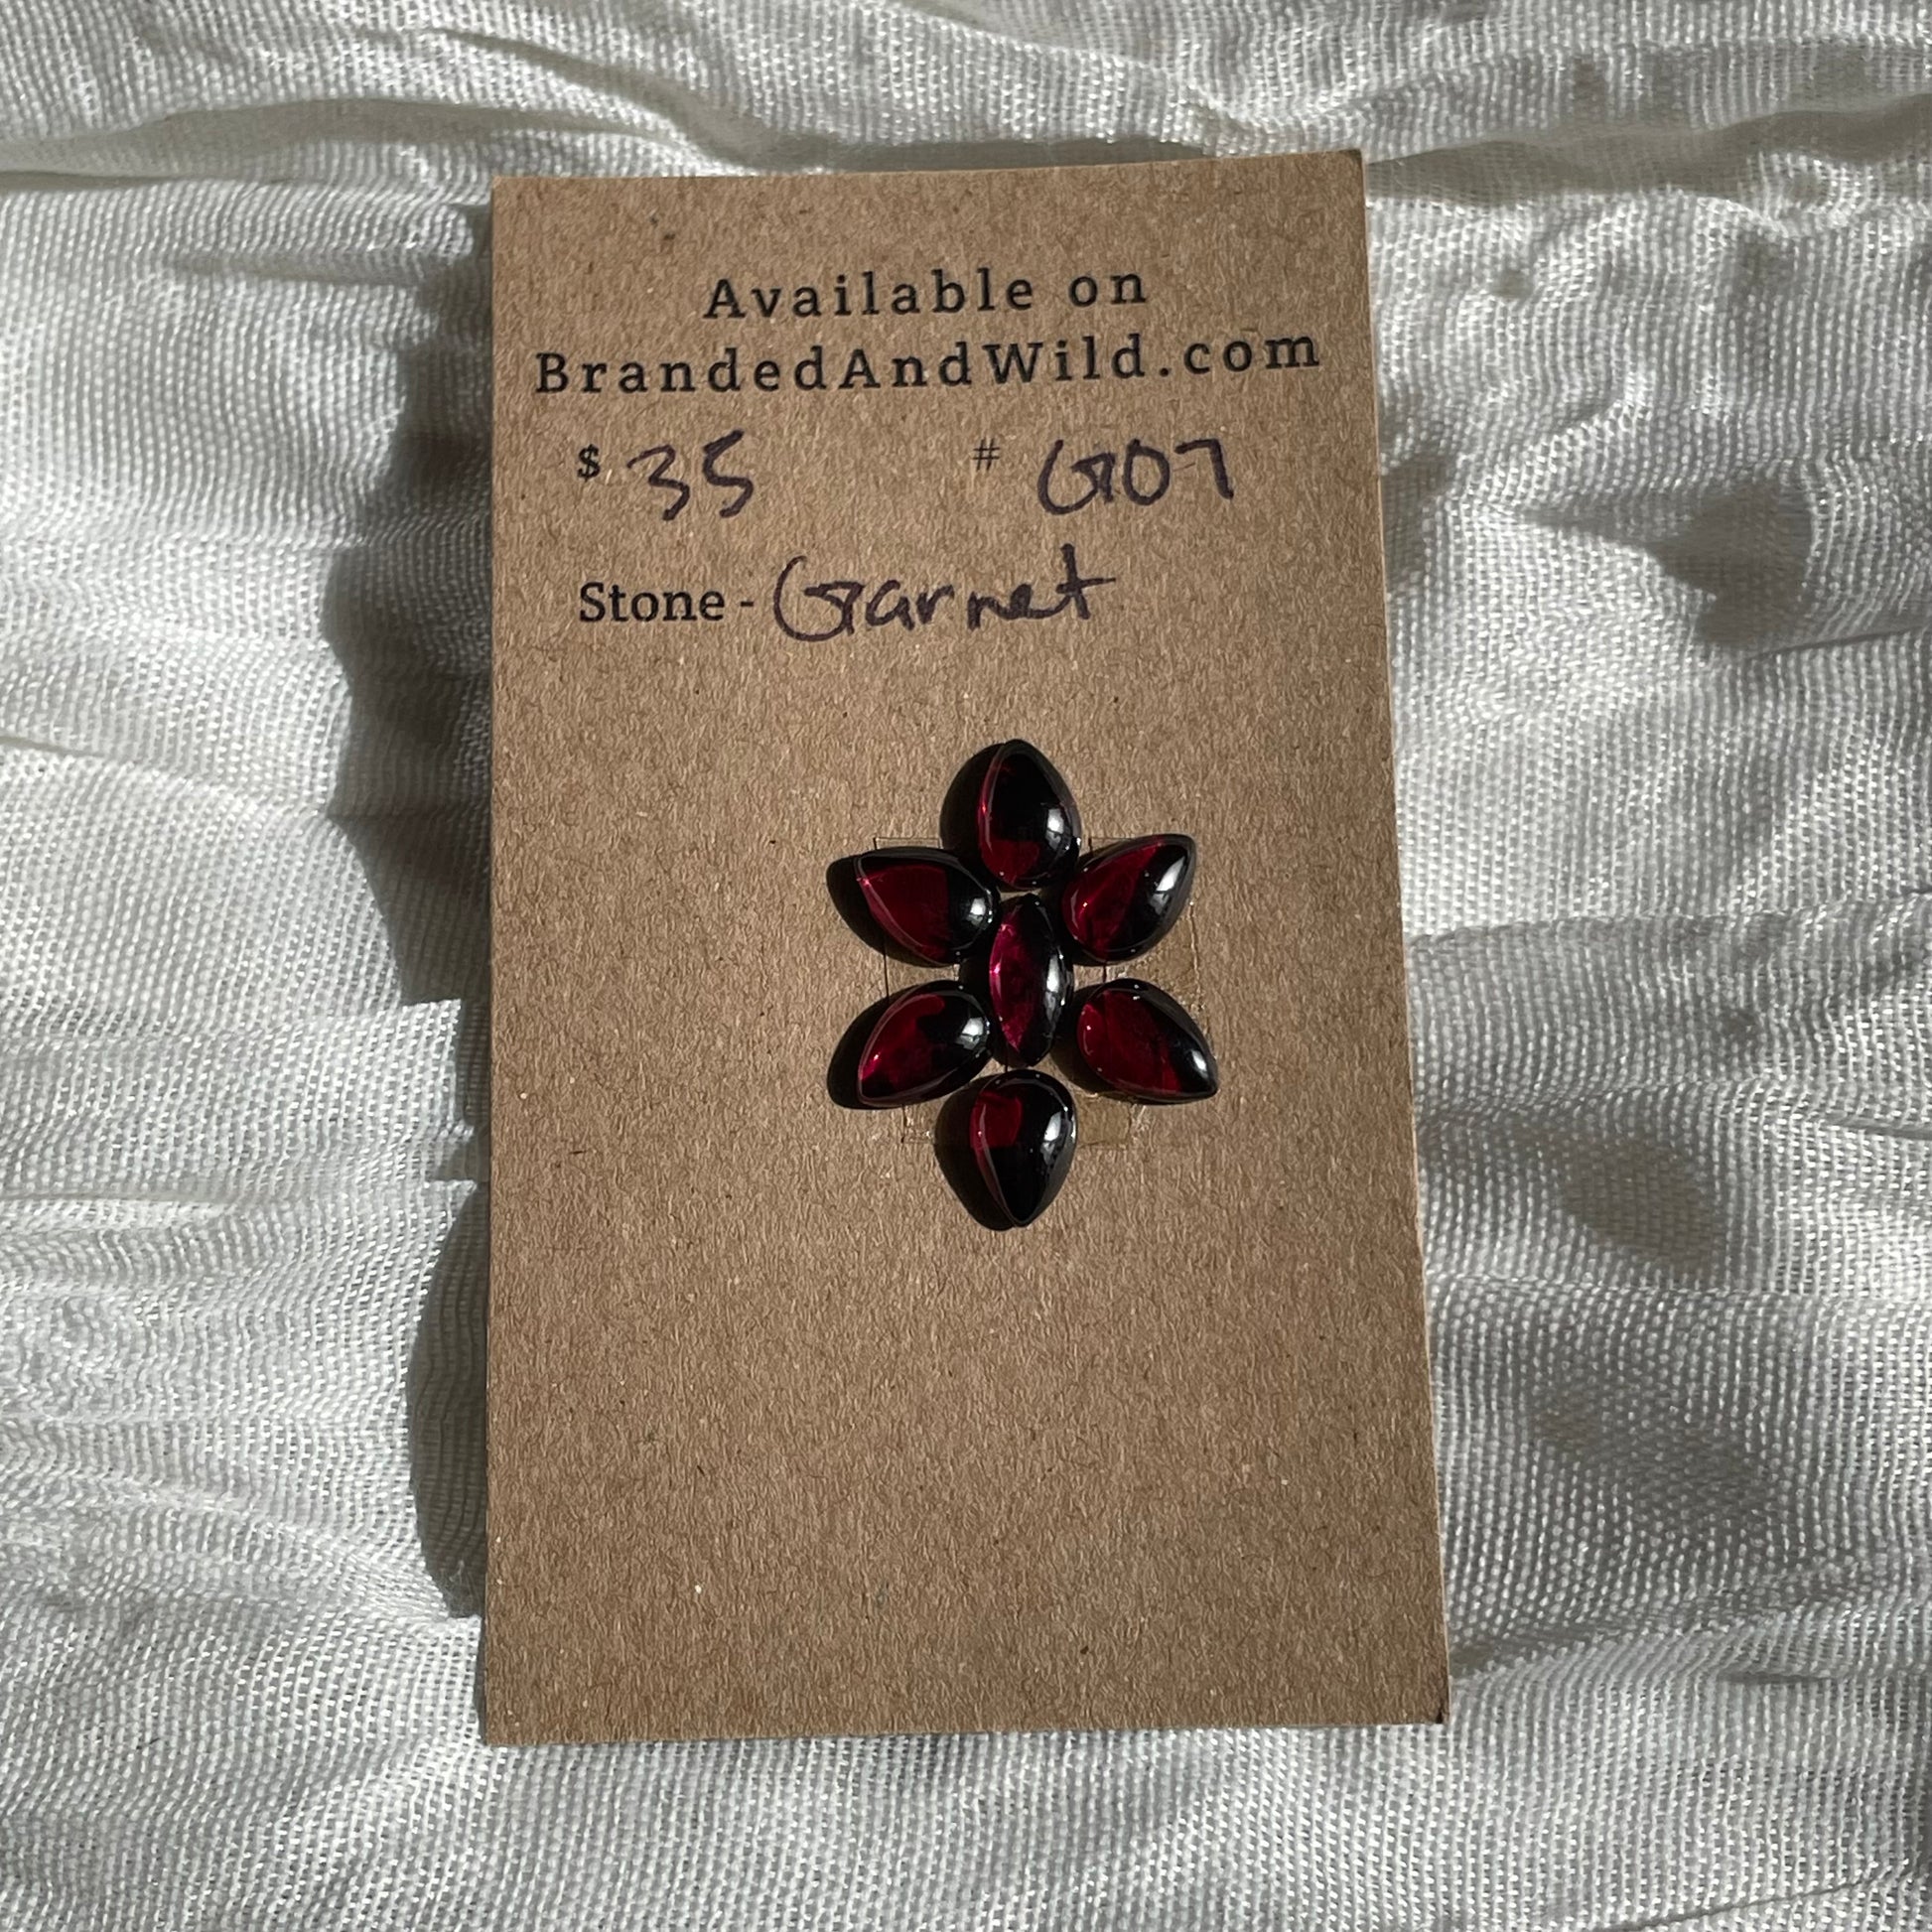 Available on
BrandedAndWild.com
$ 35 # G07
Stone - Garnet